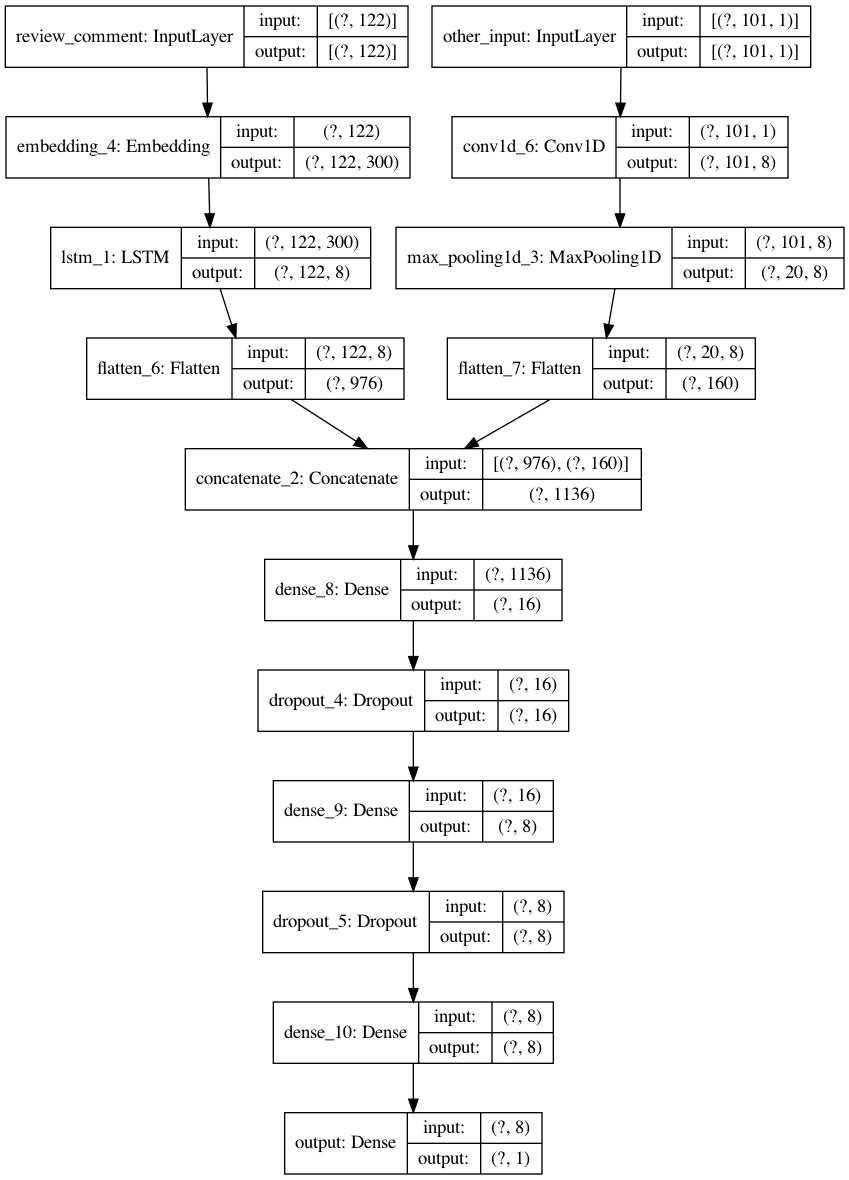 review_comment: InputLayer
input:
[(?, 122)]
output:
[(?, 122)]
other_input: InputLayer
input:
[(?, 101, 1)]
output:
[(?, 101, 1)]
embedding_4: Embedding
input:
(?, 122)
output:
(?, 122, 300)
conv1d_6: Conv1D
input:
(?, 101, 1)
output:
(?, 101, 8)
lstm_1: LSTM
input:
(?, 122, 300)
output:
(?, 122, 8)
max_pooling1d_3: MaxPooling1D
input:
(?, 101, 8)
output:
(?, 20, 8)
flatten_6: Flatten
input:
(?, 122, 8)
output:
(?, 976)
flatten_7: Flatten
input:
(?, 20, 8)
output:
(?, 160)
concatenate_2: Concatenate
input:
[(?, 976), (?, 160)]
output:
(?, 1136)
dense_8: Dense
input:
(?, 1136)
output:
(?, 16)
dropout_4: Dropout
input:
(?, 16)
output:
(?, 16)
dense_9: Dense
input:
(?, 16)
output:
(?, 8)
dropout_5: Dropout
input:
(?, 8)
output:
(?, 8)
dense_10: Dense
input:
(?, 8)
output:
(?, 8)
output: Dense
input:
(?, 8)
output:
(?, 1)